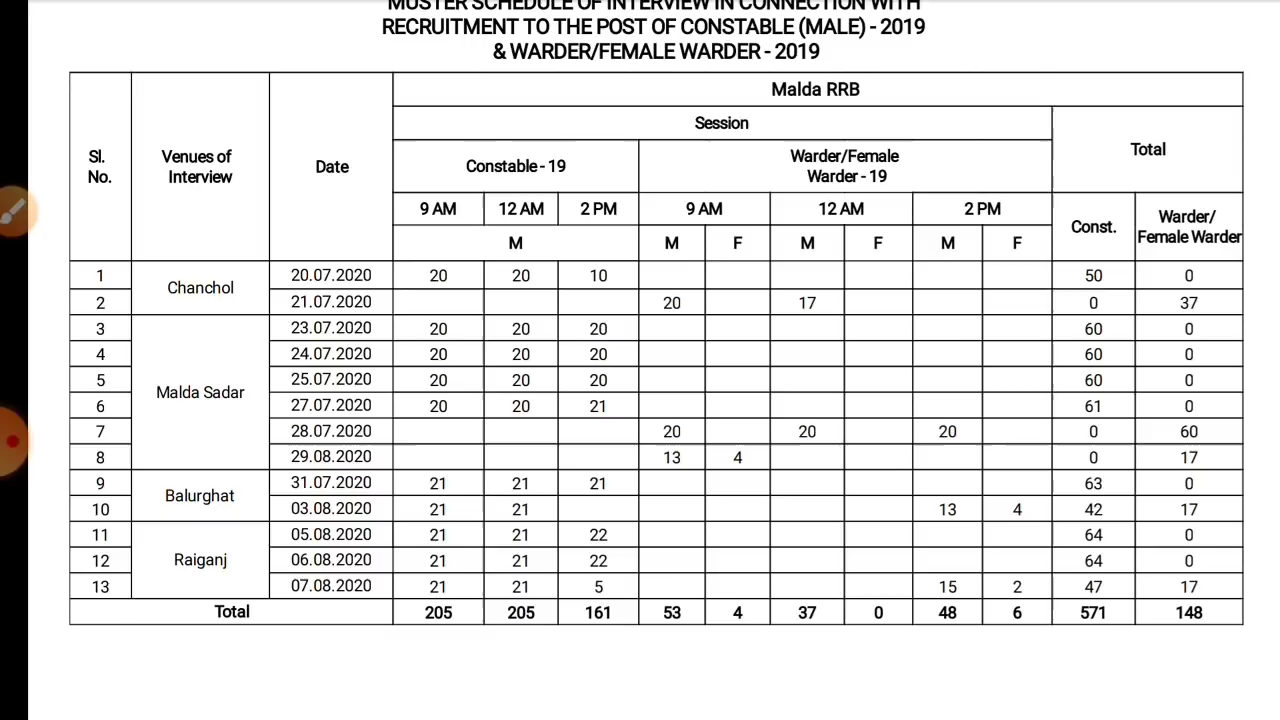 MUSTER SCHEDULE OF INTERVIEW IN CONNECTION WITH
RECRUITMENT TO THE POST OF CONSTABLE (MALE) - 2019
& WARDER/FEMALE WARDER - 2019
Malda RRB
Session
Sl. No. Venues of Interview Date Constable - 19 Warder/Female Warder - 19 Total
9 AM 12 AM 2 PM 9 AM 12 AM 2 PM Const. Warder/ Female Warder
M M F M F M F
1 Chanchol 20.07.2020 20 20 10 50 0
2 21.07.2020 20 17 0 37
3 Malda Sadar 23.07.2020 20 20 20 60 0
4 24.07.2020 20 20 20 60 0
5 25.07.2020 20 20 20 60 0
6 27.07.2020 20 20 21 61 0
7 28.07.2020 20 20 20 0 60
8 29.08.2020 13 4 0 17
9 Balurghat 31.07.2020 21 21 21 63 0
10 03.08.2020 21 21 13 4 42 17
11 Raiganj 05.08.2020 21 21 22 64 0
12 06.08.2020 21 21 22 64 0
13 07.08.2020 21 21 5 15 2 47 17
Total 205 205 161 53 4 37 0 48 6 571 148